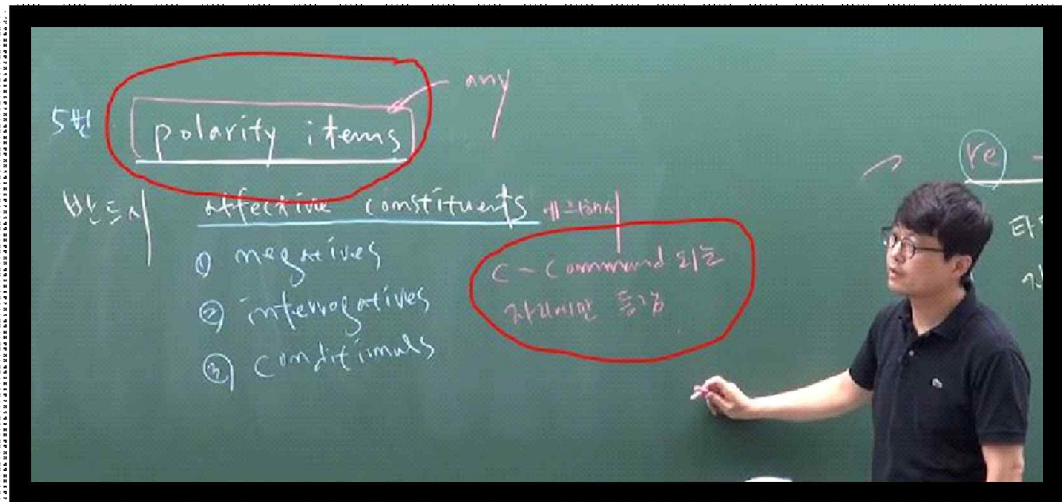 any
5번 polarity items
re
반드시 affective constituents 에 의해서
① negatives
② interrogatives
③ conditionals
c-command 되는
자리에만 등장